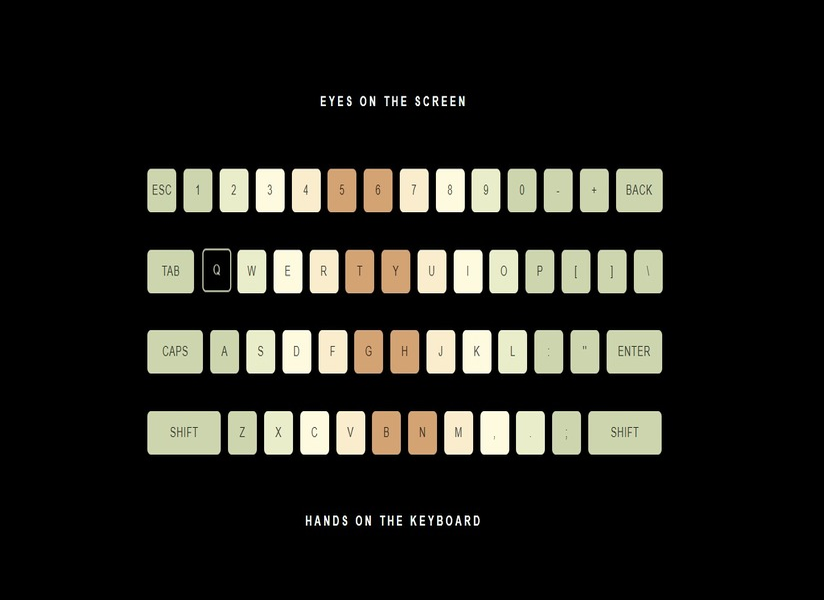 EYES ON THE SCREEN
ESC 1 2 3 4 5 6 7 8 9 0 - + BACK
TAB Q W E R T Y U I O P [ ] \
CAPS A S D F G H J K L : " ENTER
SHIFT Z X C V B N M , . ; SHIFT
HANDS ON THE KEYBOARD